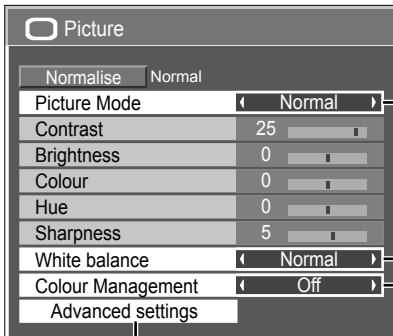 Picture
Normalise Normal
Picture Mode Normal
Contrast 25
Brightness 0
Colour 0
Hue 0
Sharpness 5
White balance Normal
Colour Management Off
Advanced settings